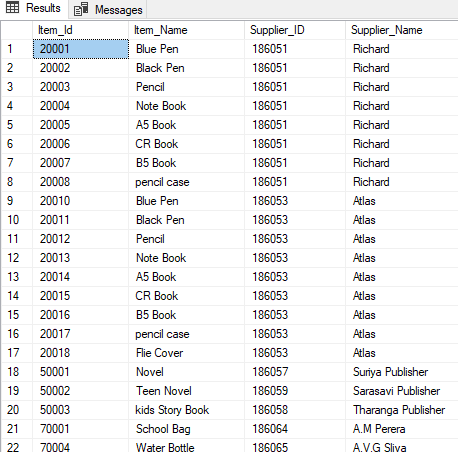 Results Messages
Item_Id Item_Name Supplier_ID Supplier_Name
1 20001 Blue Pen 186051 Richard
2 20002 Black Pen 186051 Richard
3 20003 Pencil 186051 Richard
4 20004 Note Book 186051 Richard
5 20005 A5 Book 186051 Richard
6 20006 CR Book 186051 Richard
7 20007 B5 Book 186051 Richard
8 20008 pencil case 186051 Richard
9 20010 Blue Pen 186053 Atlas
10 20011 Black Pen 186053 Atlas
11 20012 Pencil 186053 Atlas
12 20013 Note Book 186053 Atlas
13 20014 A5 Book 186053 Atlas
14 20015 CR Book 186053 Atlas
15 20016 B5 Book 186053 Atlas
16 20017 pencil case 186053 Atlas
17 20018 Flie Cover 186053 Atlas
18 50001 Novel 186057 Suriya Publisher
19 50002 Teen Novel 186059 Sarasavi Publisher
20 50003 kids Story Book 186058 Tharanga Publisher
21 70001 School Bag 186064 A.M Perera
22 70004 Water Bottle 186065 A.V.G Sliva